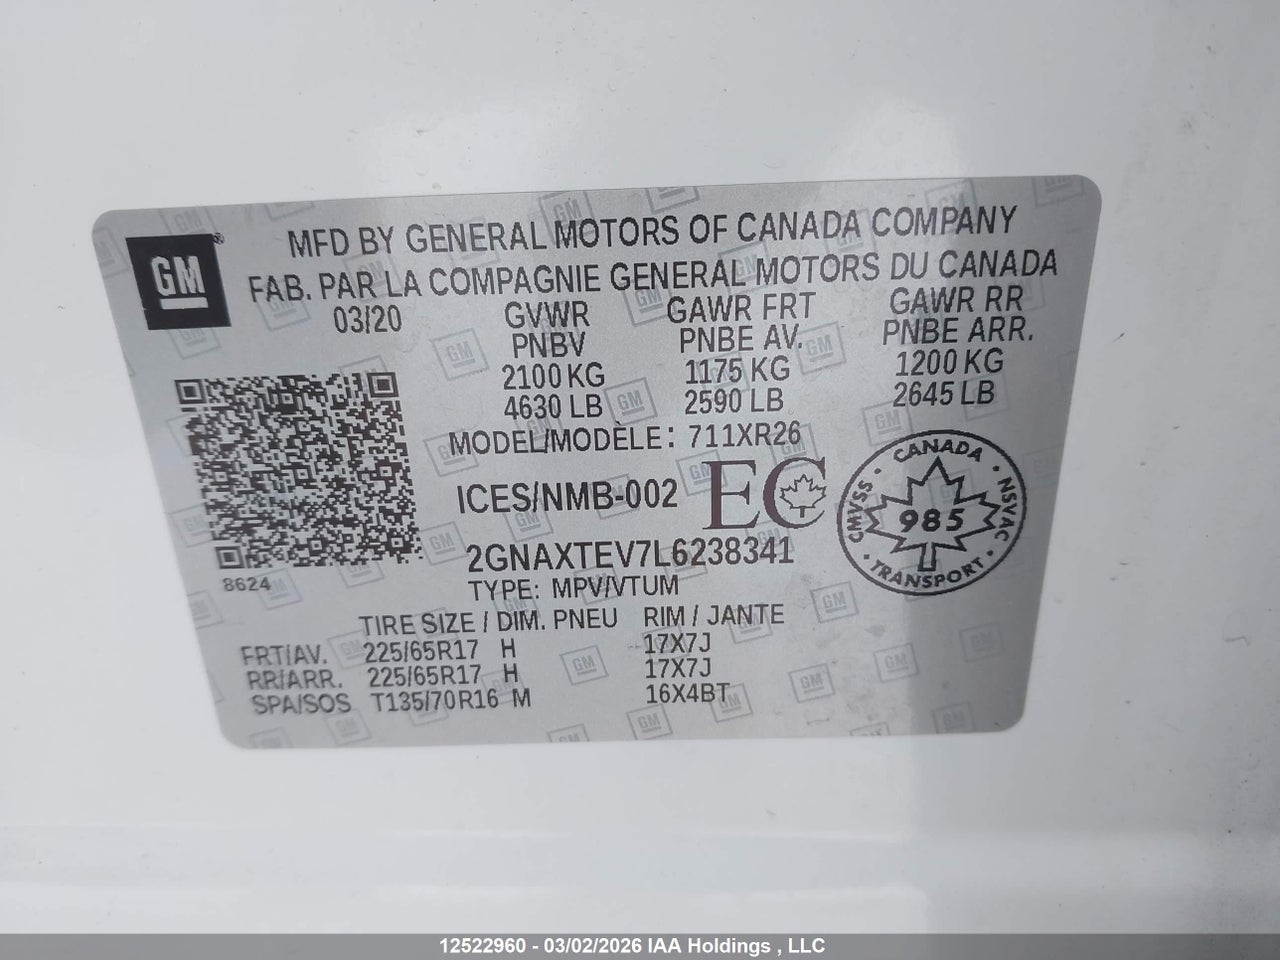 GM
MFD BY GENERAL MOTORS OF CANADA COMPANY
FAB. PAR LA COMPAGNIE GENERAL MOTORS DU CANADA
03/20 GVWR GAWR FRT GAWR RR
PNBV PNBE AV. PNBE ARR.
2100 KG 1175 KG 1200 KG
4630 LB 2590 LB 2645 LB
MODEL/MODÈLE: 711XR26
ICES/NMB-002 EC
CANADA
CMVSS 985 NSVAC
TRANSPORT
2GNAXTEV7L6238341
8624 TYPE: MPV/VTUM
TIRE SIZE / DIM. PNEU RIM / JANTE
FRT/AV. 225/65R17 H 17X7J
RR/ARR. 225/65R17 H 17X7J
SPA/SOS T135/70R16 M 16X4BT
12522960 - 03/02/2026 IAA Holdings , LLC